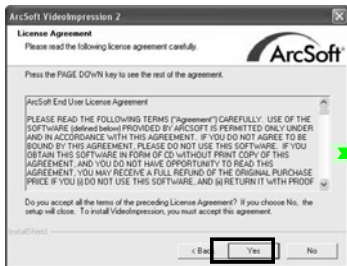 ArcSoft VideoImpression 2
License Agreement
Please read the following license agreement carefully.
ArcSoft
Press the PAGE DOWN key to see the rest of the agreement.
ArcSoft End User License Agreement
PLEASE READ THE FOLLOWING TERMS ("Agreement") CAREFULLY. USE OF THE
SOFTWARE (defined below) PROVIDED BY ARCSOFT IS PERMITTED ONLY UNDER
AND IN ACCORDANCE WITH THIS AGREEMENT. IF YOU DO NOT AGREE TO BE
BOUND BY THIS AGREEMENT, PLEASE DO NOT USE THIS SOFTWARE. IF YOU
OBTAIN THIS SOFTWARE IN FORM OF CD WITHOUT PRINT COPY OF THIS
AGREEMENT, AND YOU DO NOT HAVE OPPORTUNITY TO READ THIS
AGREEMENT, YOU MAY RECEIVE A FULL REFUND OF THE ORIGINAL PURCHASE
PRICE IF YOU (i) DO NOT USE THIS SOFTWARE, AND (ii) RETURN IT WITH PROOF
Do you accept all the terms of the preceding License Agreement? If you choose No, the
setup will close. To install VideoImpression, you must accept this agreement.
InstallShield
< Back Yes No